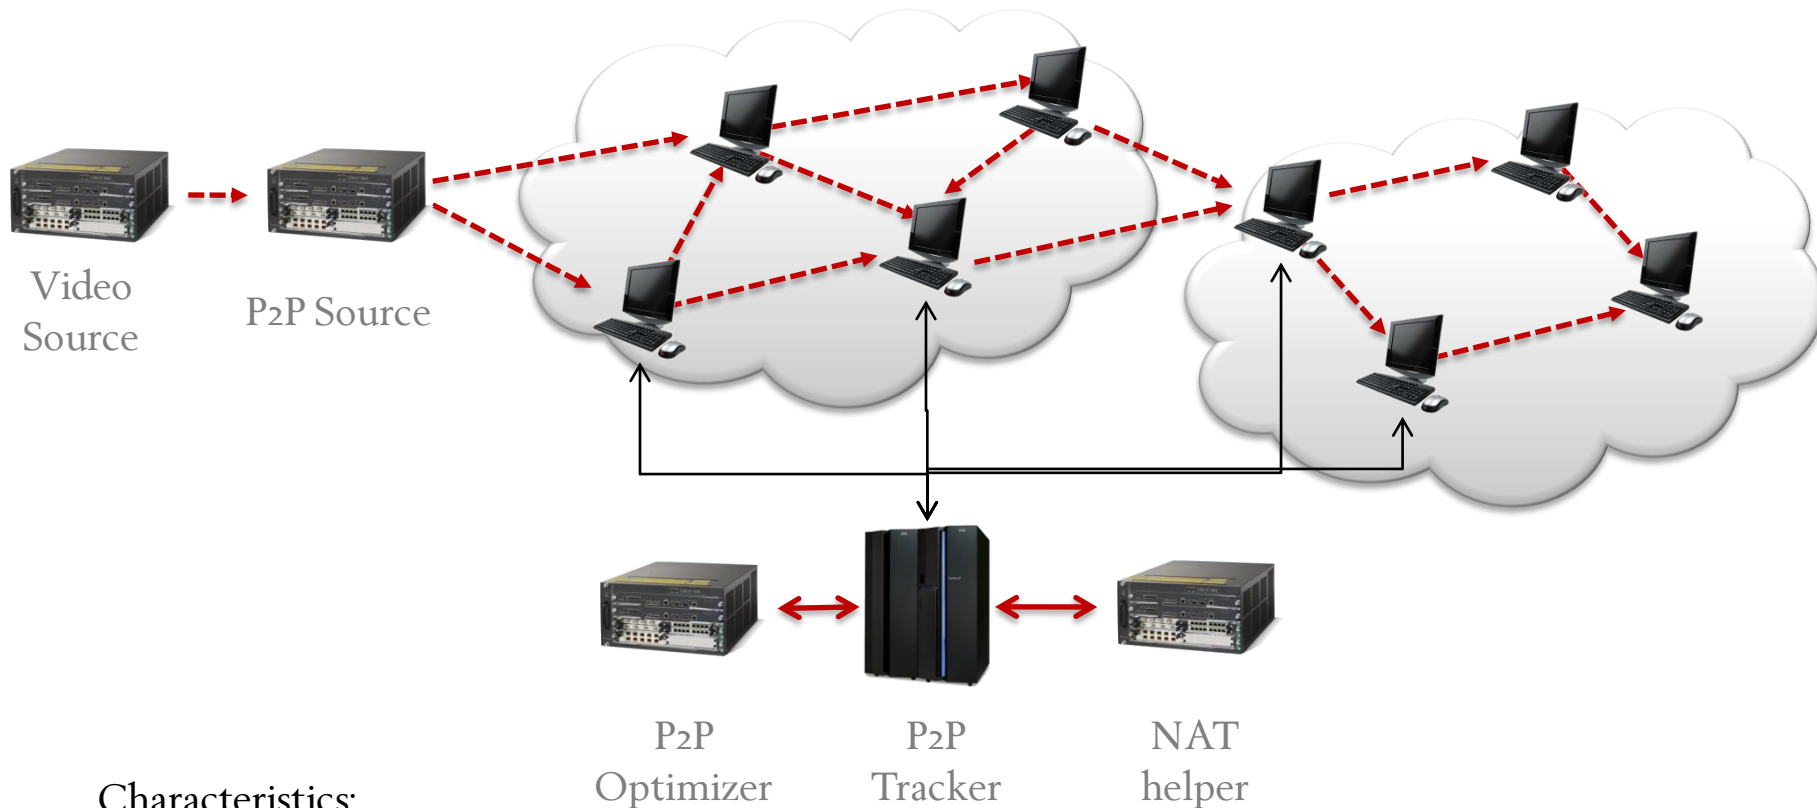 Video
Source
P2P Source
P2P
Optimizer
P2P
Tracker
NAT
helper
Characteristics: